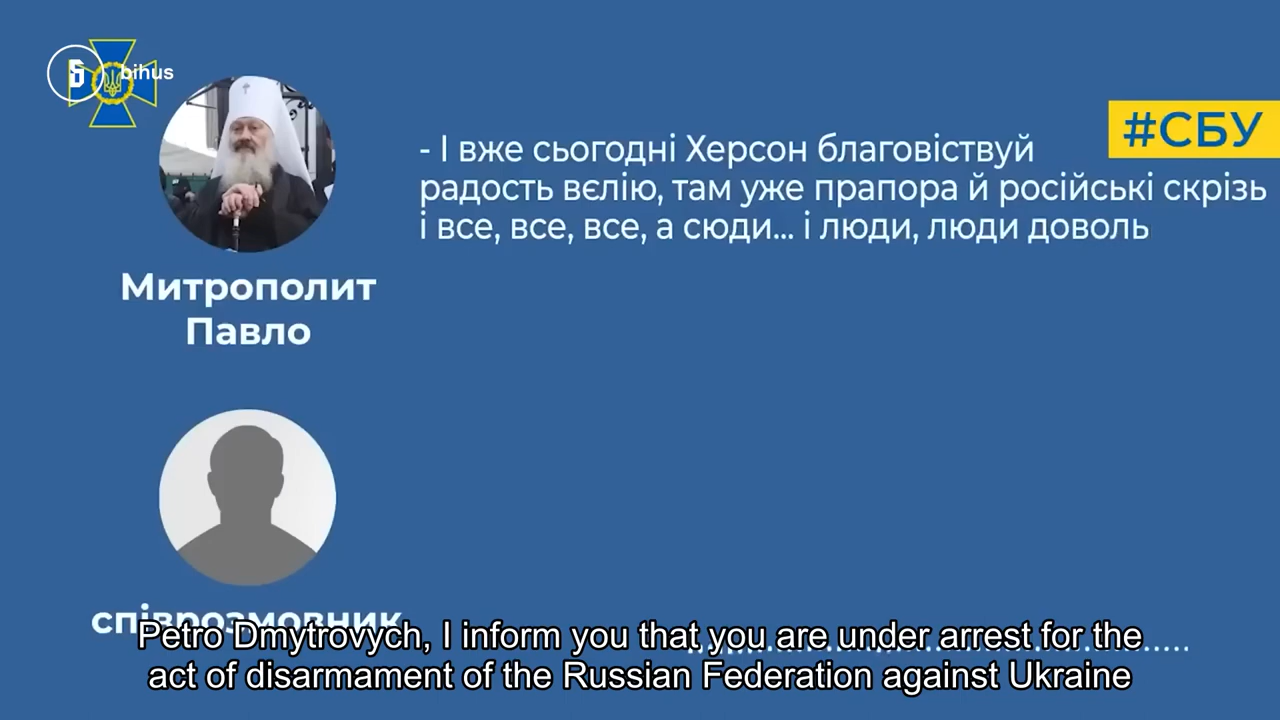 Б bihus
#СБУ
- І вже сьогодні Херсон благовіствуй
радость вєлію, там уже прапора й російські скрізь
і все, все, все, а сюди... і люди, люди доволь
Митрополит
Павло
співрозмовник
Petro Dmytrovych, I inform you that you are under arrest for the
act of disarmament of the Russian Federation against Ukraine